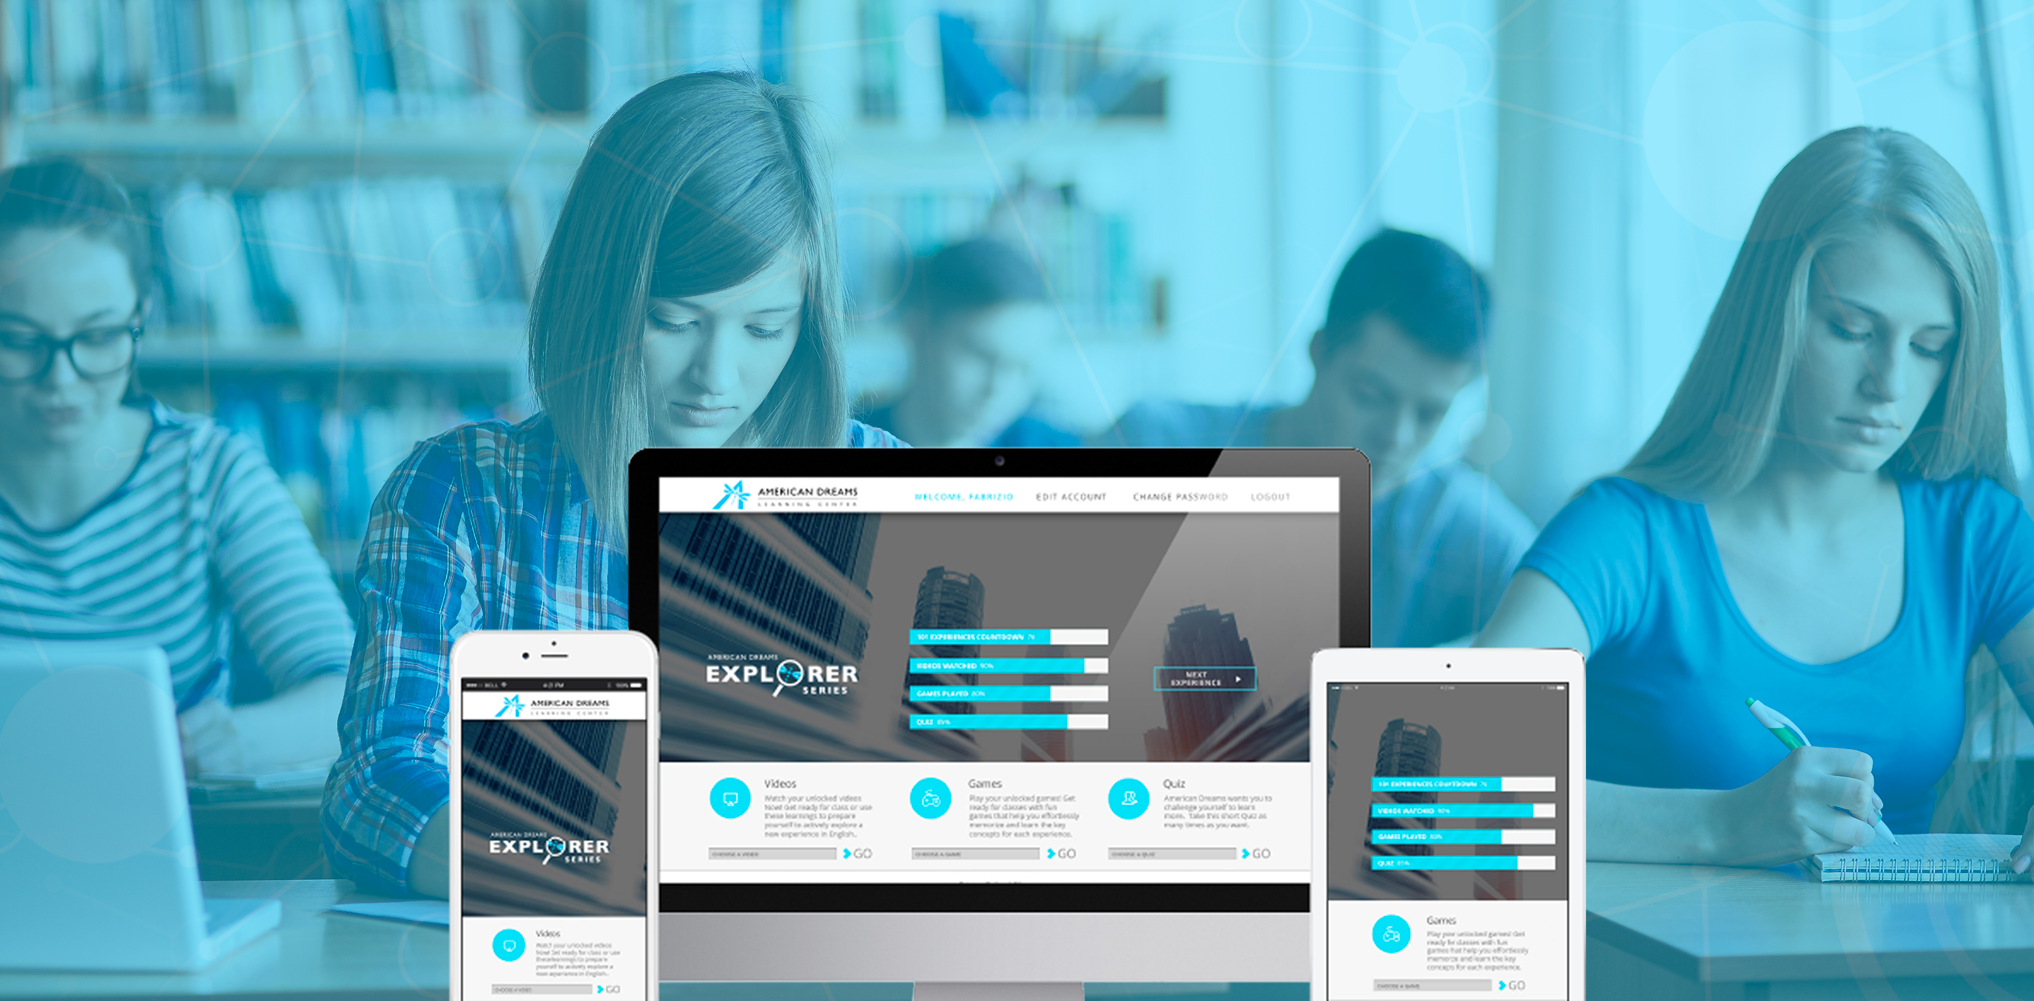 AMERICAN DREAMS
LEARNING CENTER
WELCOME, FABRIZIO
EDIT ACCOUNT
CHANGE PASSWORD
LOGOUT
AMERICAN DREAMS
EXPLORER
SERIES
101 EXPERIENCES COUNTDOWN 76
VIDEOS WATCHED 90%
GAMES PLAYED 80%
QUIZ 85%
NEXT
EXPERIENCE
Videos
Watch your unlocked videos
Now! Get ready for class or use
these learnings to prepare
yourself to actively explore a
new experience in English.
CHOOSE A VIDEO
GO
Games
Play your unlocked games! Get
ready for classes with fun
games that help you effortlessly
memorize and learn the key
concepts for each experience.
CHOOSE A GAME
GO
Quiz
American Dreams wants you to
challenge yourself to learn
more. Take this short Quiz as
many times as you want.
CHOOSE A QUIZ
GO
4:21 PM
100%
AMERICAN DREAMS
LEARNING CENTER
AMERICAN DREAMS
EXPLORER
SERIES
Videos
Watch your unlocked videos
Now! Get ready for class or use
these learnings to prepare
yourself to actively explore a
new experience in English.
CHOOSE A VIDEO
GO
101 EXPERIENCES COUNTDOWN 76
VIDEOS WATCHED 90%
GAMES PLAYED 80%
QUIZ 85%
Games
Play your unlocked games! Get
ready for classes with fun
games that help you effortlessly
memorize and learn the key
concepts for each experience.
CHOOSE A GAME
GO